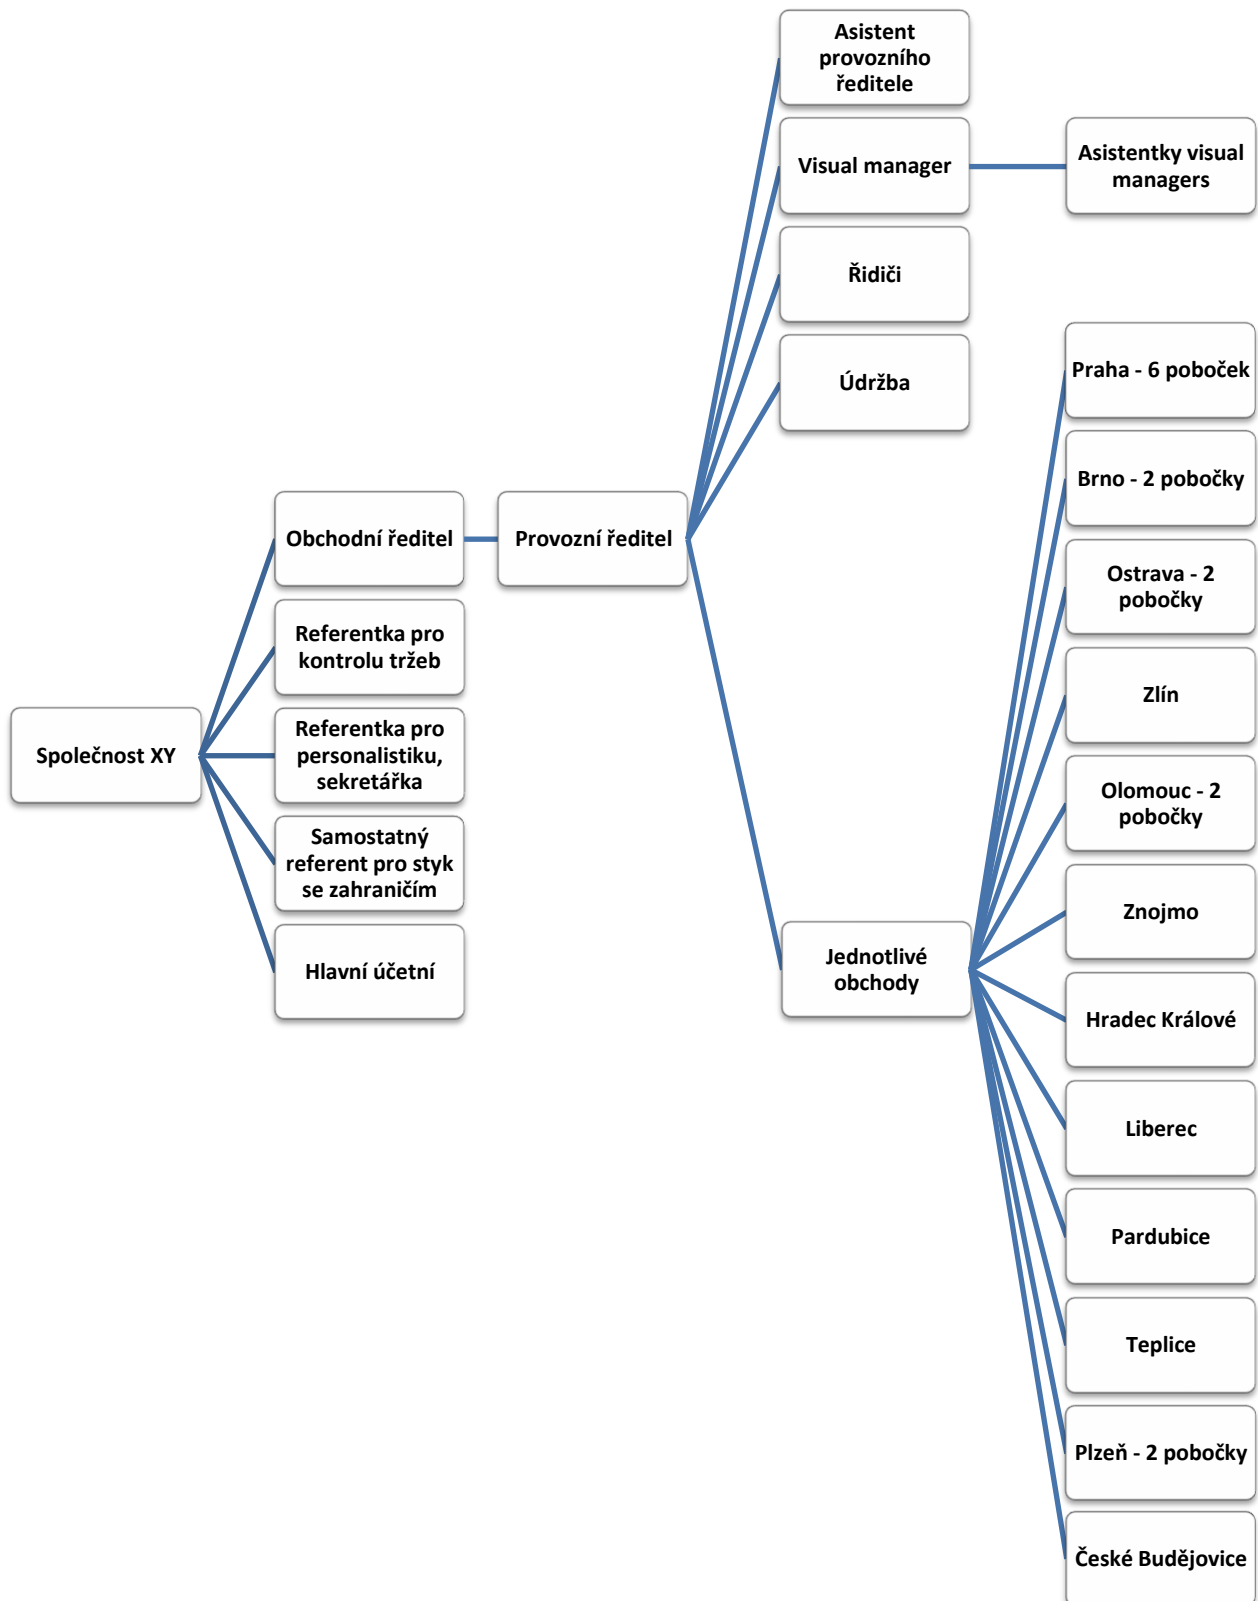 Společnost XY
Obchodní ředitel
Referentka pro
kontrolu tržeb
Referentka pro
personalistiku,
sekretářka
Samostatný
referent pro styk
se zahraničím
Hlavní účetní
Provozní ředitel
Asistent
provozního
ředitele
Visual manager
Řidiči
Údržba
Jednotlivé
obchody
Asistentky visual
managers
Praha - 6 poboček
Brno - 2 pobočky
Ostrava - 2
pobočky
Zlín
Olomouc - 2
pobočky
Znojmo
Hradec Králové
Liberec
Pardubice
Teplice
Plzeň - 2 pobočky
České Budějovice